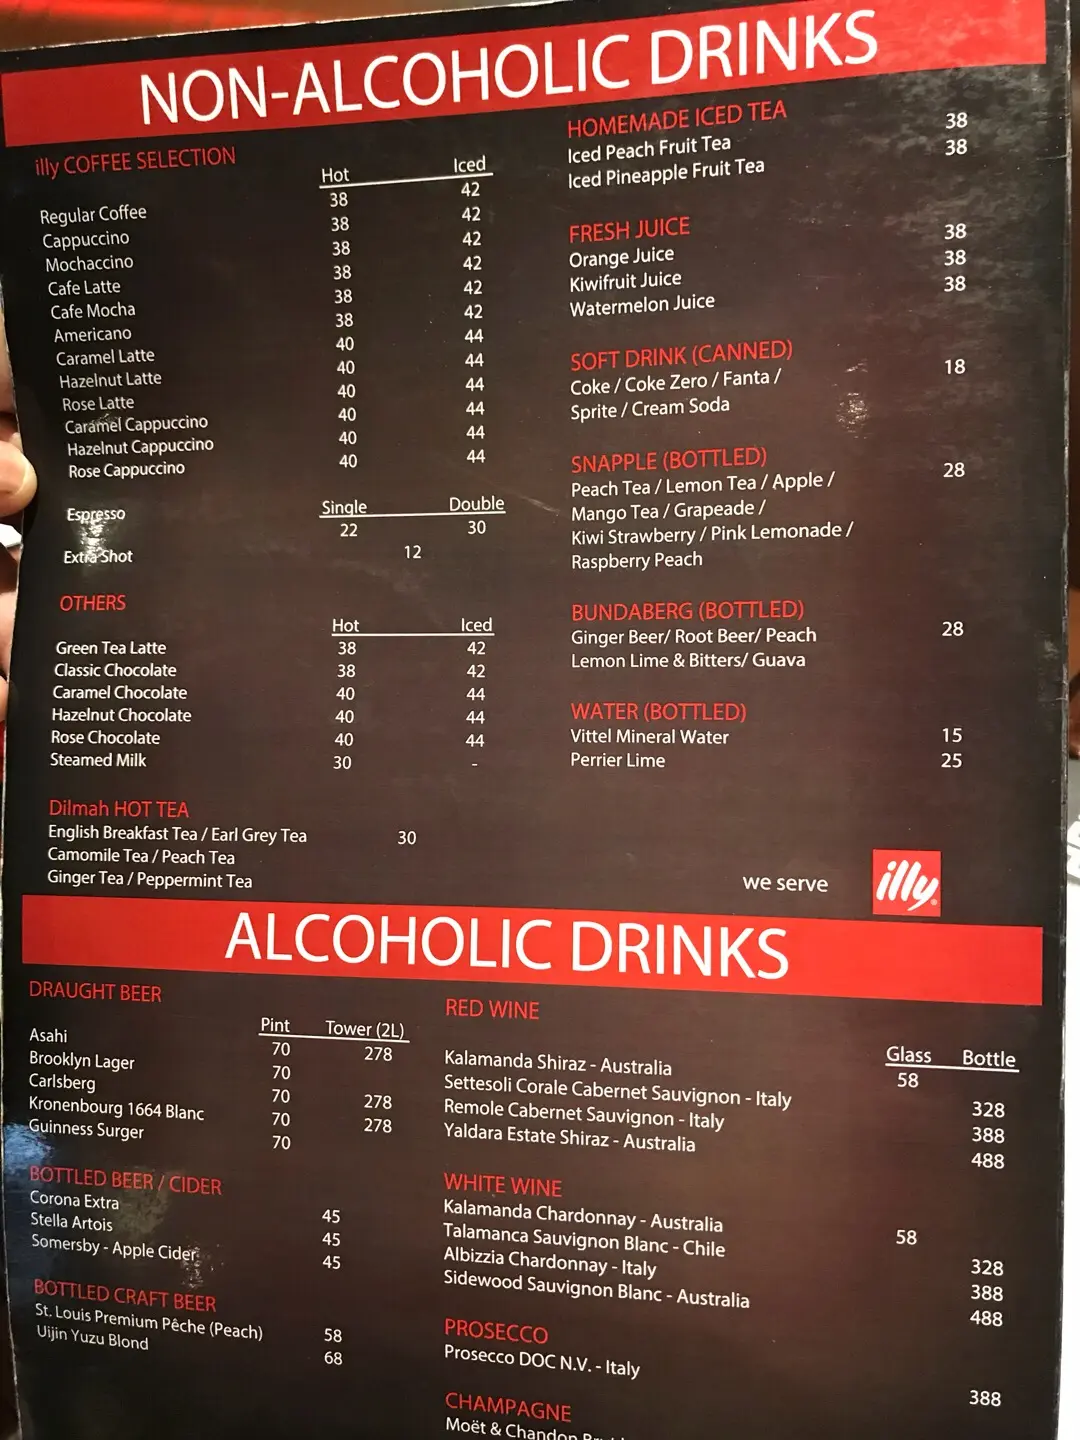 NON-ALCOHOLIC DRINKS
illy COFFEE SELECTION
Hot Iced
Regular Coffee 38 42
Cappuccino 38 42
Mochaccino 38 42
Cafe Latte 38 42
Cafe Mocha 38 42
Americano 38 42
Caramel Latte 40 44
Hazelnut Latte 40 44
Rose Latte 40 44
Caramel Cappuccino 40 44
Hazelnut Cappuccino 40 44
Rose Cappuccino 40 44
Single Double
Espresso 22 30
Extra Shot 12
OTHERS
Hot Iced
Green Tea Latte 38 42
Classic Chocolate 38 42
Caramel Chocolate 40 44
Hazelnut Chocolate 40 44
Rose Chocolate 40 44
Steamed Milk 30 -
Dilmah HOT TEA
English Breakfast Tea / Earl Grey Tea 30
Camomile Tea / Peach Tea
Ginger Tea / Peppermint Tea
HOMEMADE ICED TEA
Iced Peach Fruit Tea 38
Iced Pineapple Fruit Tea 38
FRESH JUICE
Orange Juice 38
Kiwifruit Juice 38
Watermelon Juice 38
SOFT DRINK (CANNED)
Coke / Coke Zero / Fanta / 18
Sprite / Cream Soda
SNAPPLE (BOTTLED)
Peach Tea / Lemon Tea / Apple / 28
Mango Tea / Grapeade /
Kiwi Strawberry / Pink Lemonade /
Raspberry Peach
BUNDABERG (BOTTLED)
Ginger Beer/ Root Beer/ Peach 28
Lemon Lime & Bitters/ Guava
WATER (BOTTLED)
Vittel Mineral Water 15
Perrier Lime 25
we serve illy
ALCOHOLIC DRINKS
DRAUGHT BEER
Pint Tower (2L)
Asahi 70 278
Brooklyn Lager 70
Carlsberg 70 278
Kronenbourg 1664 Blanc 70 278
Guinness Surger 70
BOTTLED BEER / CIDER
Corona Extra 45
Stella Artois 45
Somersby - Apple Cider 45
BOTTLED CRAFT BEER
St. Louis Premium Pêche (Peach) 58
Uijin Yuzu Blond 68
RED WINE
Glass Bottle
Kalamanda Shiraz - Australia 58
Settesoli Corale Cabernet Sauvignon - Italy 328
Remole Cabernet Sauvignon - Italy 388
Yaldara Estate Shiraz - Australia 488
WHITE WINE
Kalamanda Chardonnay - Australia 58
Talamanca Sauvignon Blanc - Chile 328
Albizzia Chardonnay - Italy 388
Sidewood Sauvignon Blanc - Australia 488
PROSECCO
Prosecco DOC N.V. - Italy 388
CHAMPAGNE
Moët & Chandon